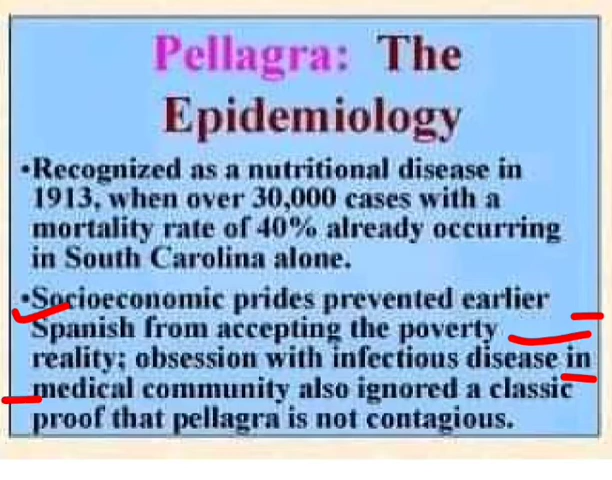 Pellagra: The
Epidemiology
•Recognized as a nutritional disease in
1913, when over 30,000 cases with a
mortality rate of 40% already occurring
in South Carolina alone.
•Socioeconomic prides prevented earlier
Spanish from accepting the poverty
reality; obsession with infectious disease in
medical community also ignored a classic
proof that pellagra is not contagious.